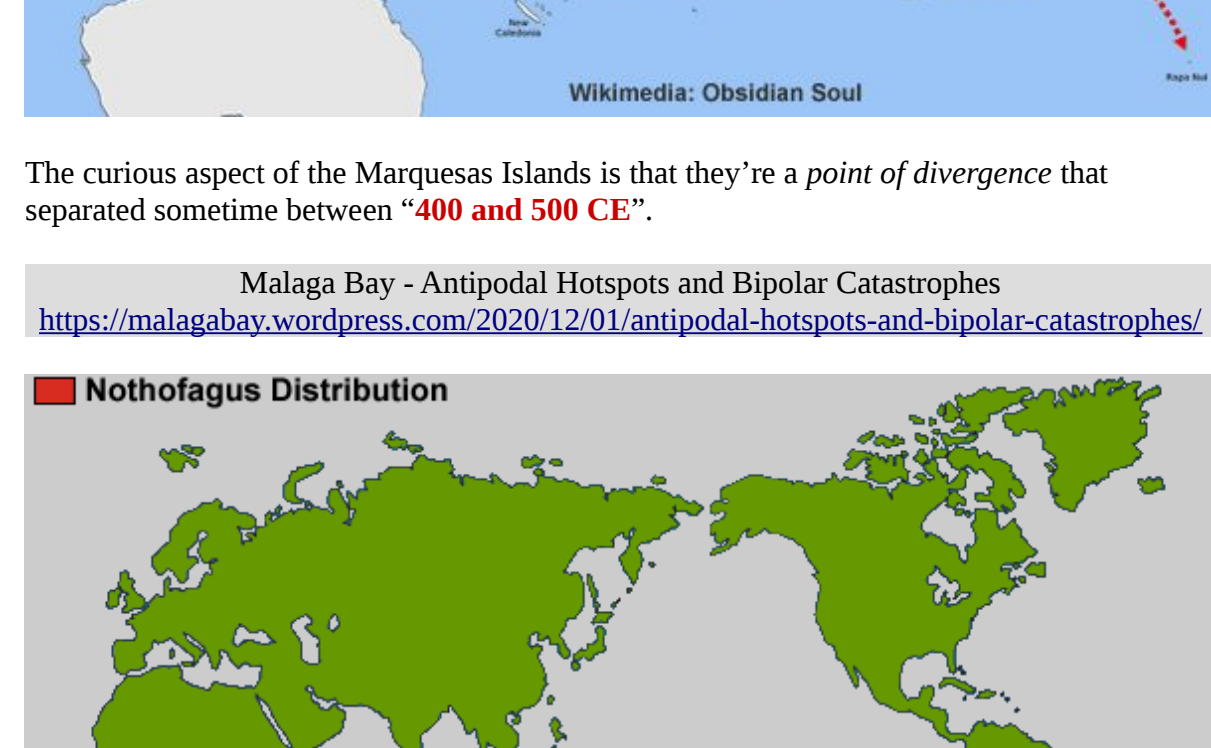 New
Caledonia
Rapa Nui
Wikimedia: Obsidian Soul
The curious aspect of the Marquesas Islands is that they’re a point of divergence that
separated sometime between “400 and 500 CE”.
Malaga Bay - Antipodal Hotspots and Bipolar Catastrophes
https://malagabay.wordpress.com/2020/12/01/antipodal-hotspots-and-bipolar-catastrophes/
Nothofagus Distribution